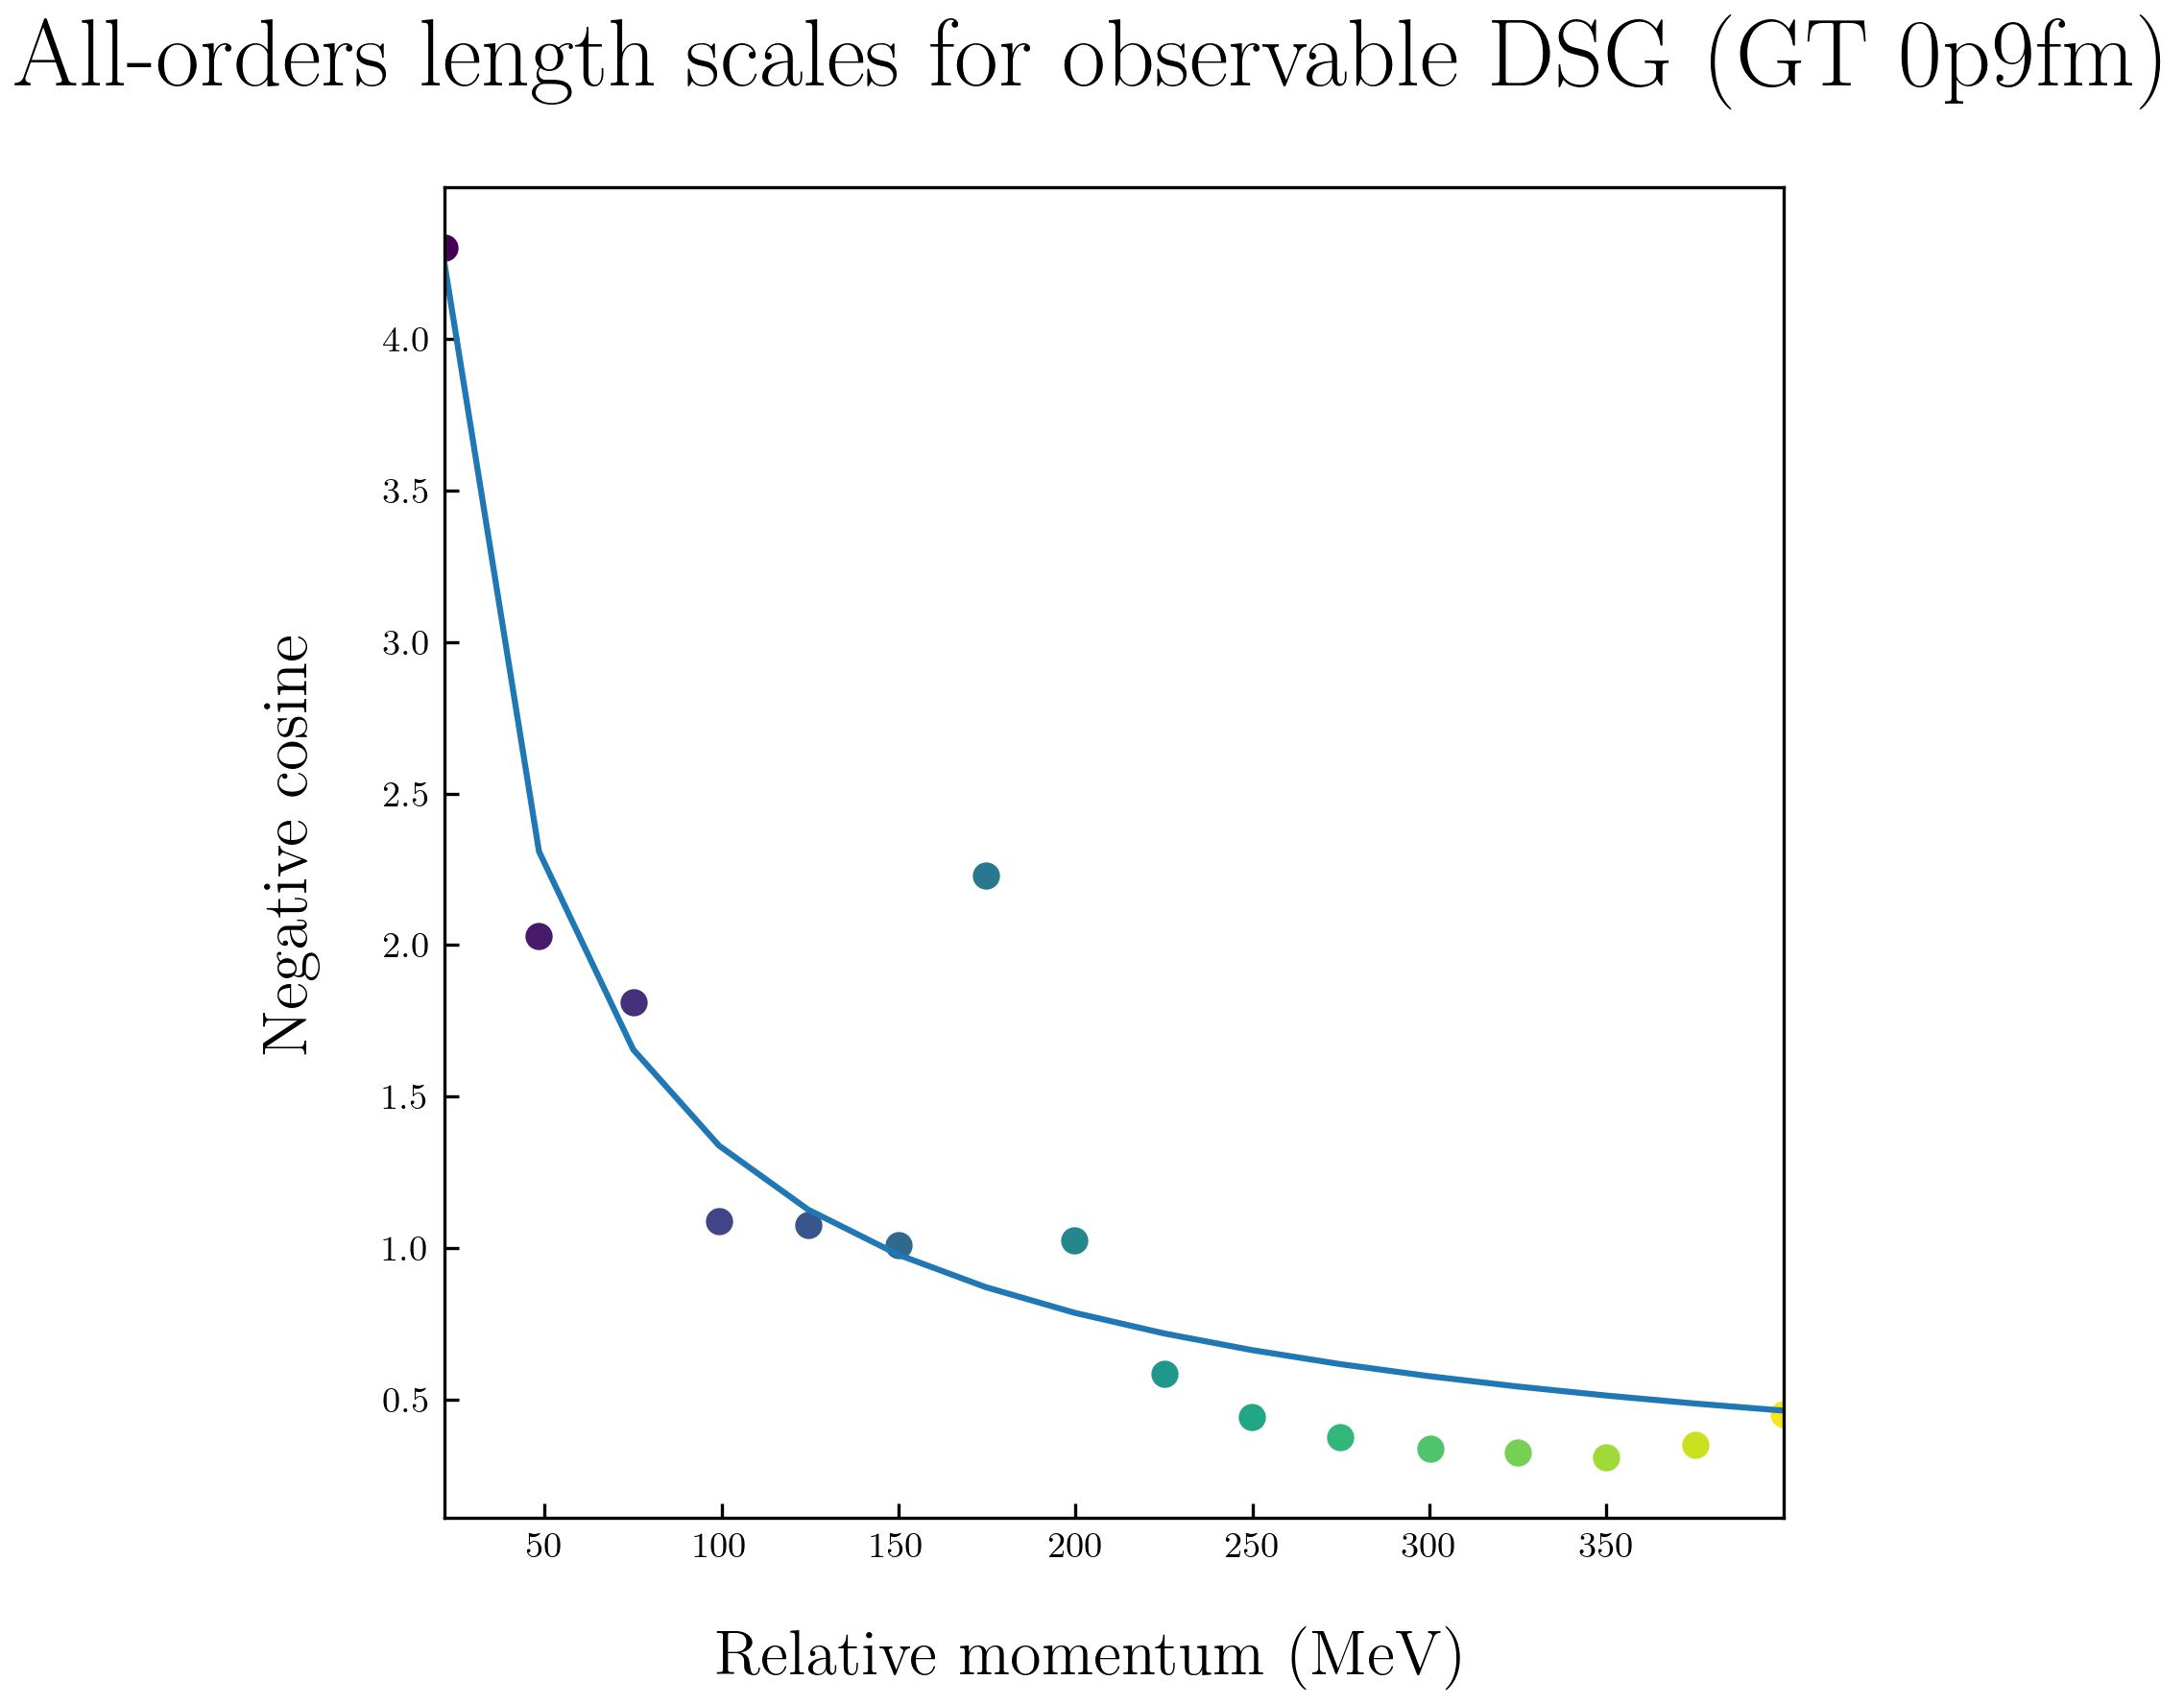 All-orders length scales for observable DSG (GT 0p9fm)
Negative cosine
4.0
3.5
3.0
2.5
2.0
1.5
1.0
0.5
50 100 150 200 250 300 350
Relative momentum (MeV)